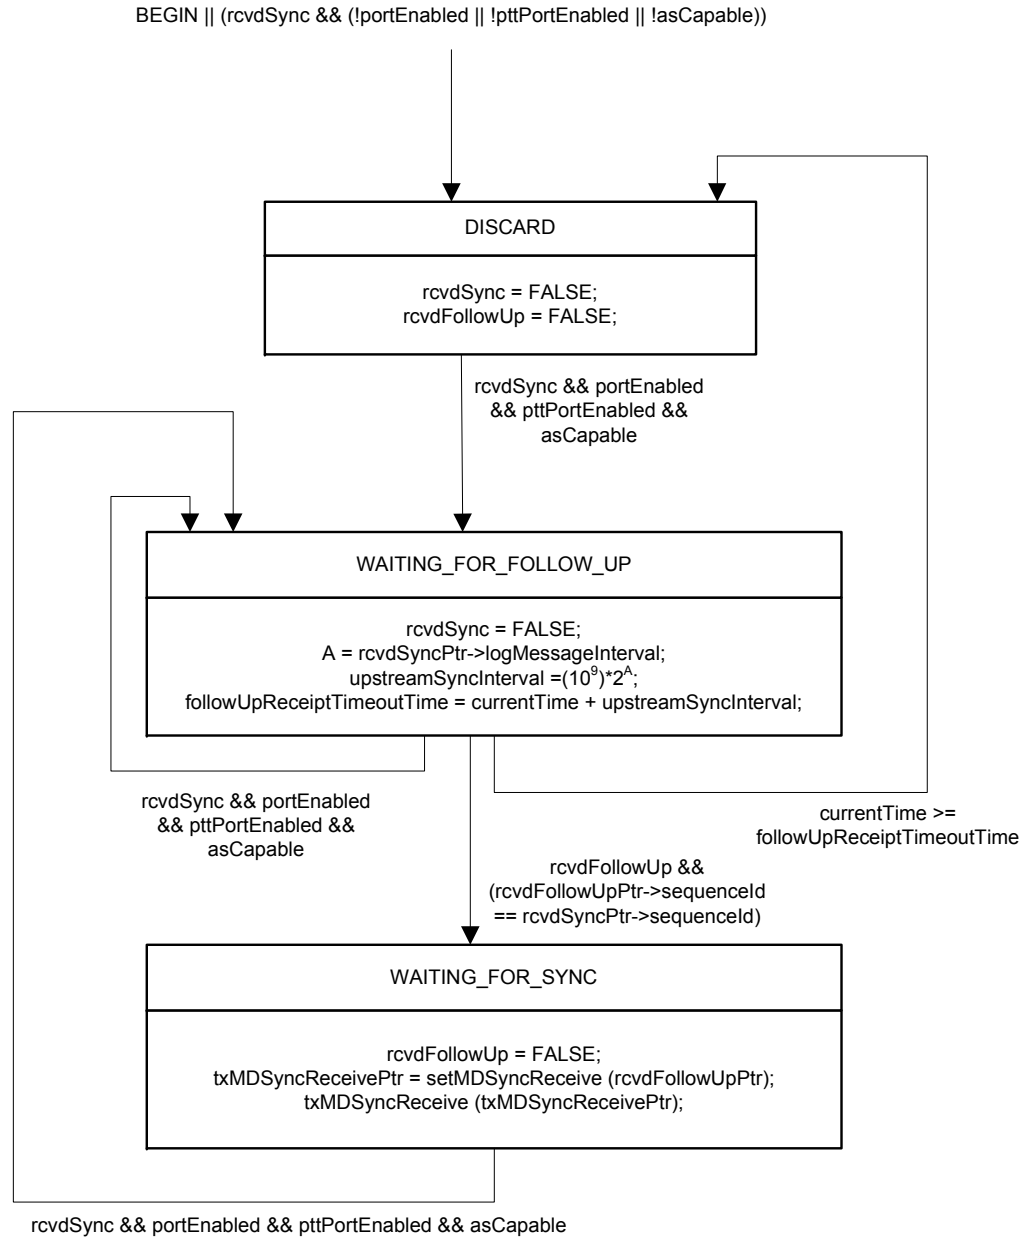 BEGIN || (rcvdSync && (!portEnabled || !pttPortEnabled || !asCapable))
DISCARD
rcvdSync = FALSE;
rcvdFollowUp = FALSE;
rcvdSync && portEnabled
&& pttPortEnabled &&
asCapable
WAITING_FOR_FOLLOW_UP
rcvdSync = FALSE;
A = rcvdSyncPtr->logMessageInterval;
upstreamSyncInterval =(10⁹)*2ᴬ;
followUpReceiptTimeoutTime = currentTime + upstreamSyncInterval;
rcvdSync && portEnabled
&& pttPortEnabled &&
asCapable
currentTime >=
followUpReceiptTimeoutTime
rcvdFollowUp &&
(rcvdFollowUpPtr->sequenceId
== rcvdSyncPtr->sequenceId)
WAITING_FOR_SYNC
rcvdFollowUp = FALSE;
txMDSyncReceivePtr = setMDSyncReceive (rcvdFollowUpPtr);
txMDSyncReceive (txMDSyncReceivePtr);
rcvdSync && portEnabled && pttPortEnabled && asCapable